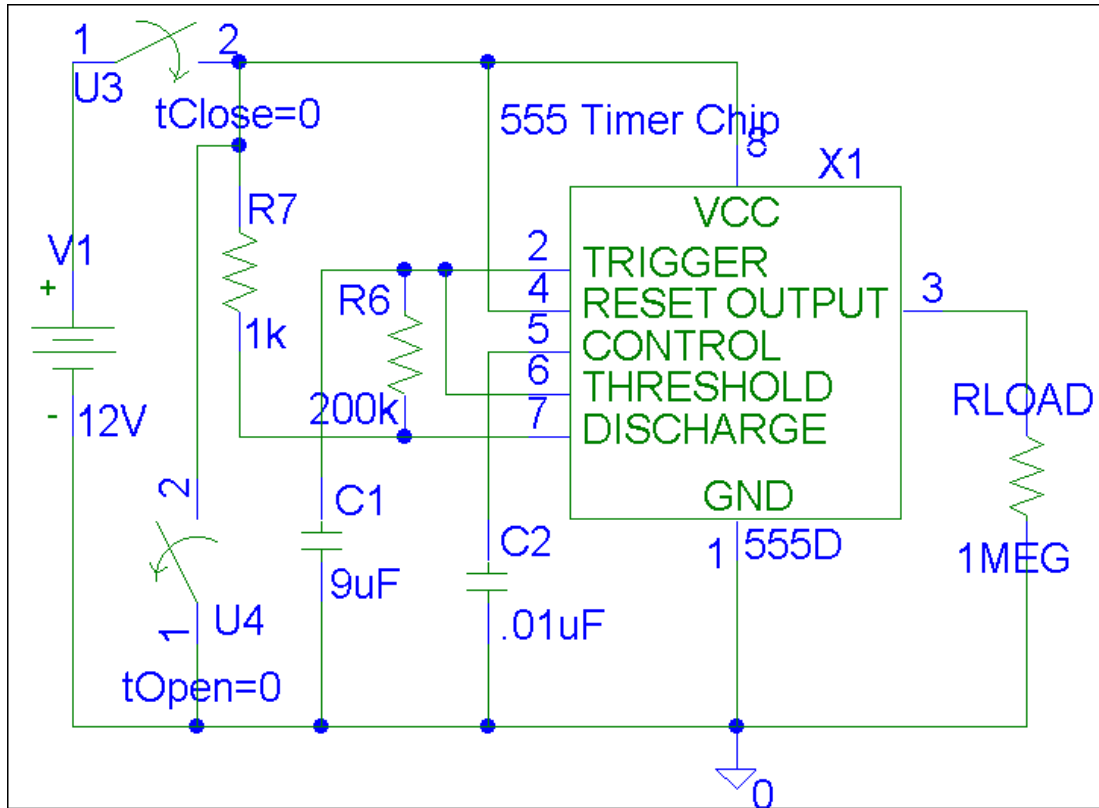 1
2
U3
tClose=0
555 Timer Chip
8
X1
R7
VCC
V1
+
2
TRIGGER
R6
4
RESET OUTPUT
3
1k
5
CONTROL
6
THRESHOLD
RLOAD
200k
7
DISCHARGE
-
12V
2
C1
GND
C2
1
555D
1MEG
9uF
U4
.01uF
1
tOpen=0
0